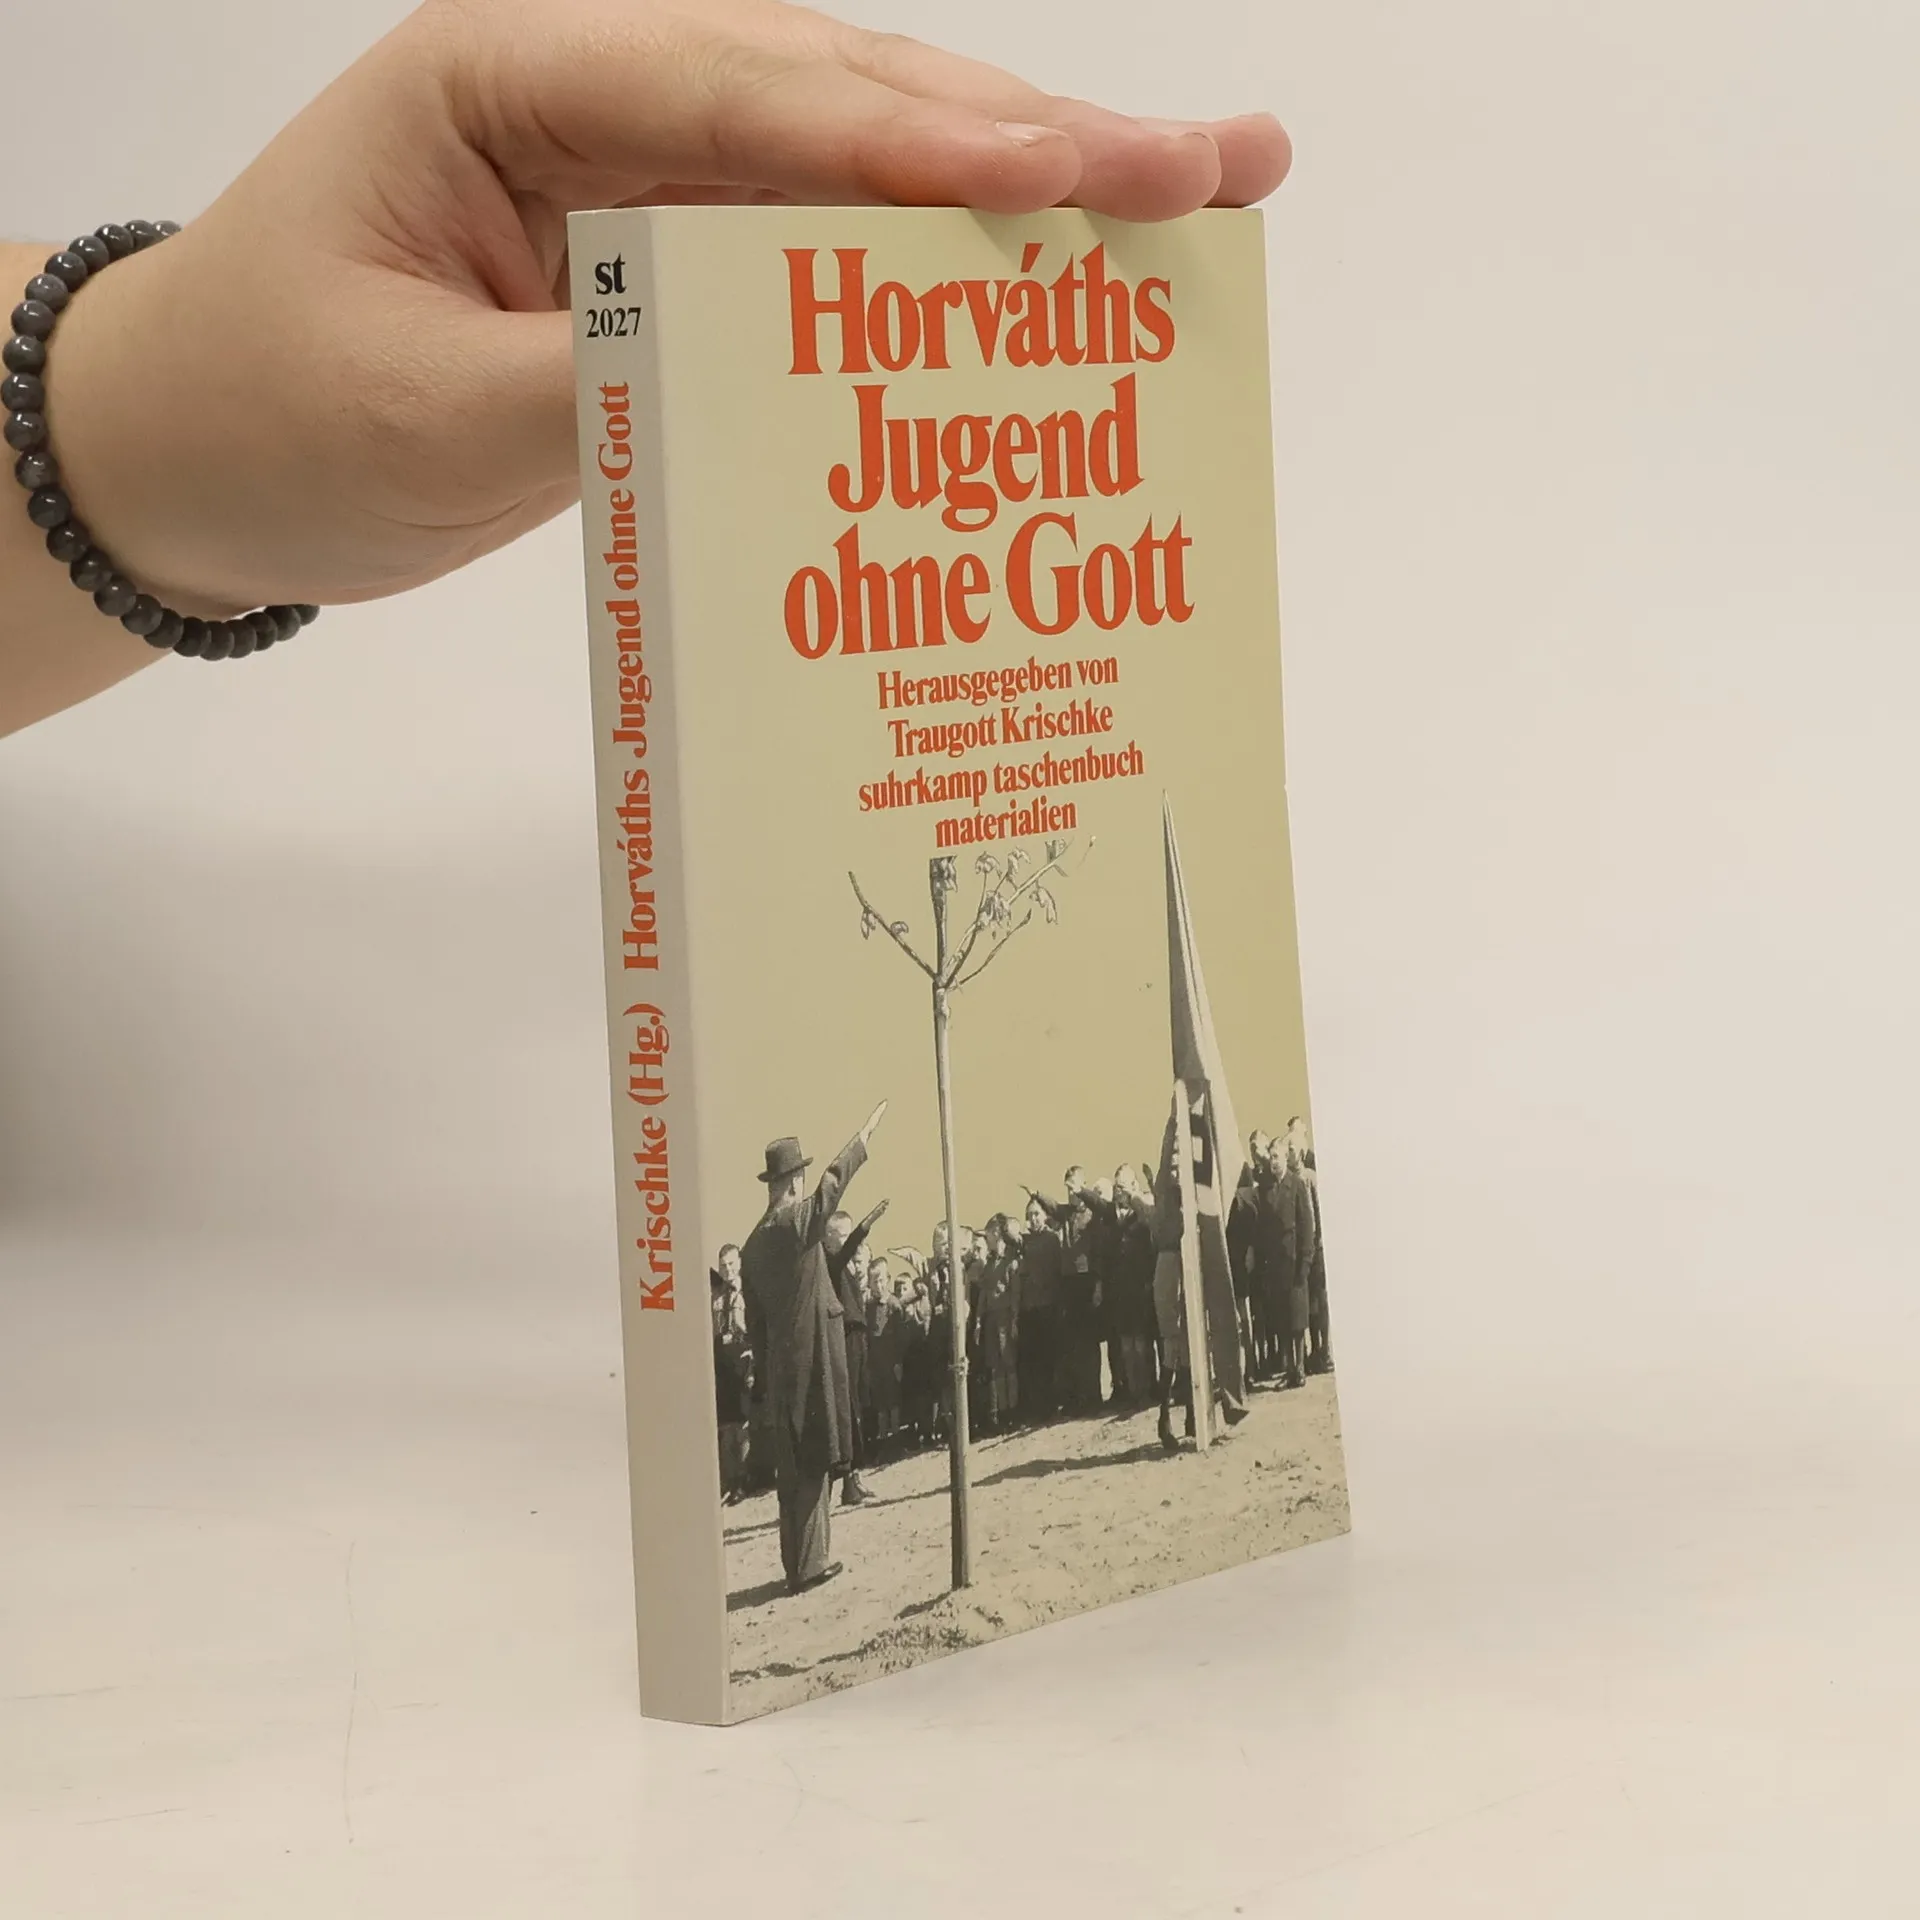 st
2027
Krischke (Hg.) Horváths Jugend ohne Gott
Horváths
Jugend
ohne Gott
Herausgegeben von
Traugott Krischke
suhrkamp taschenbuch
materialien